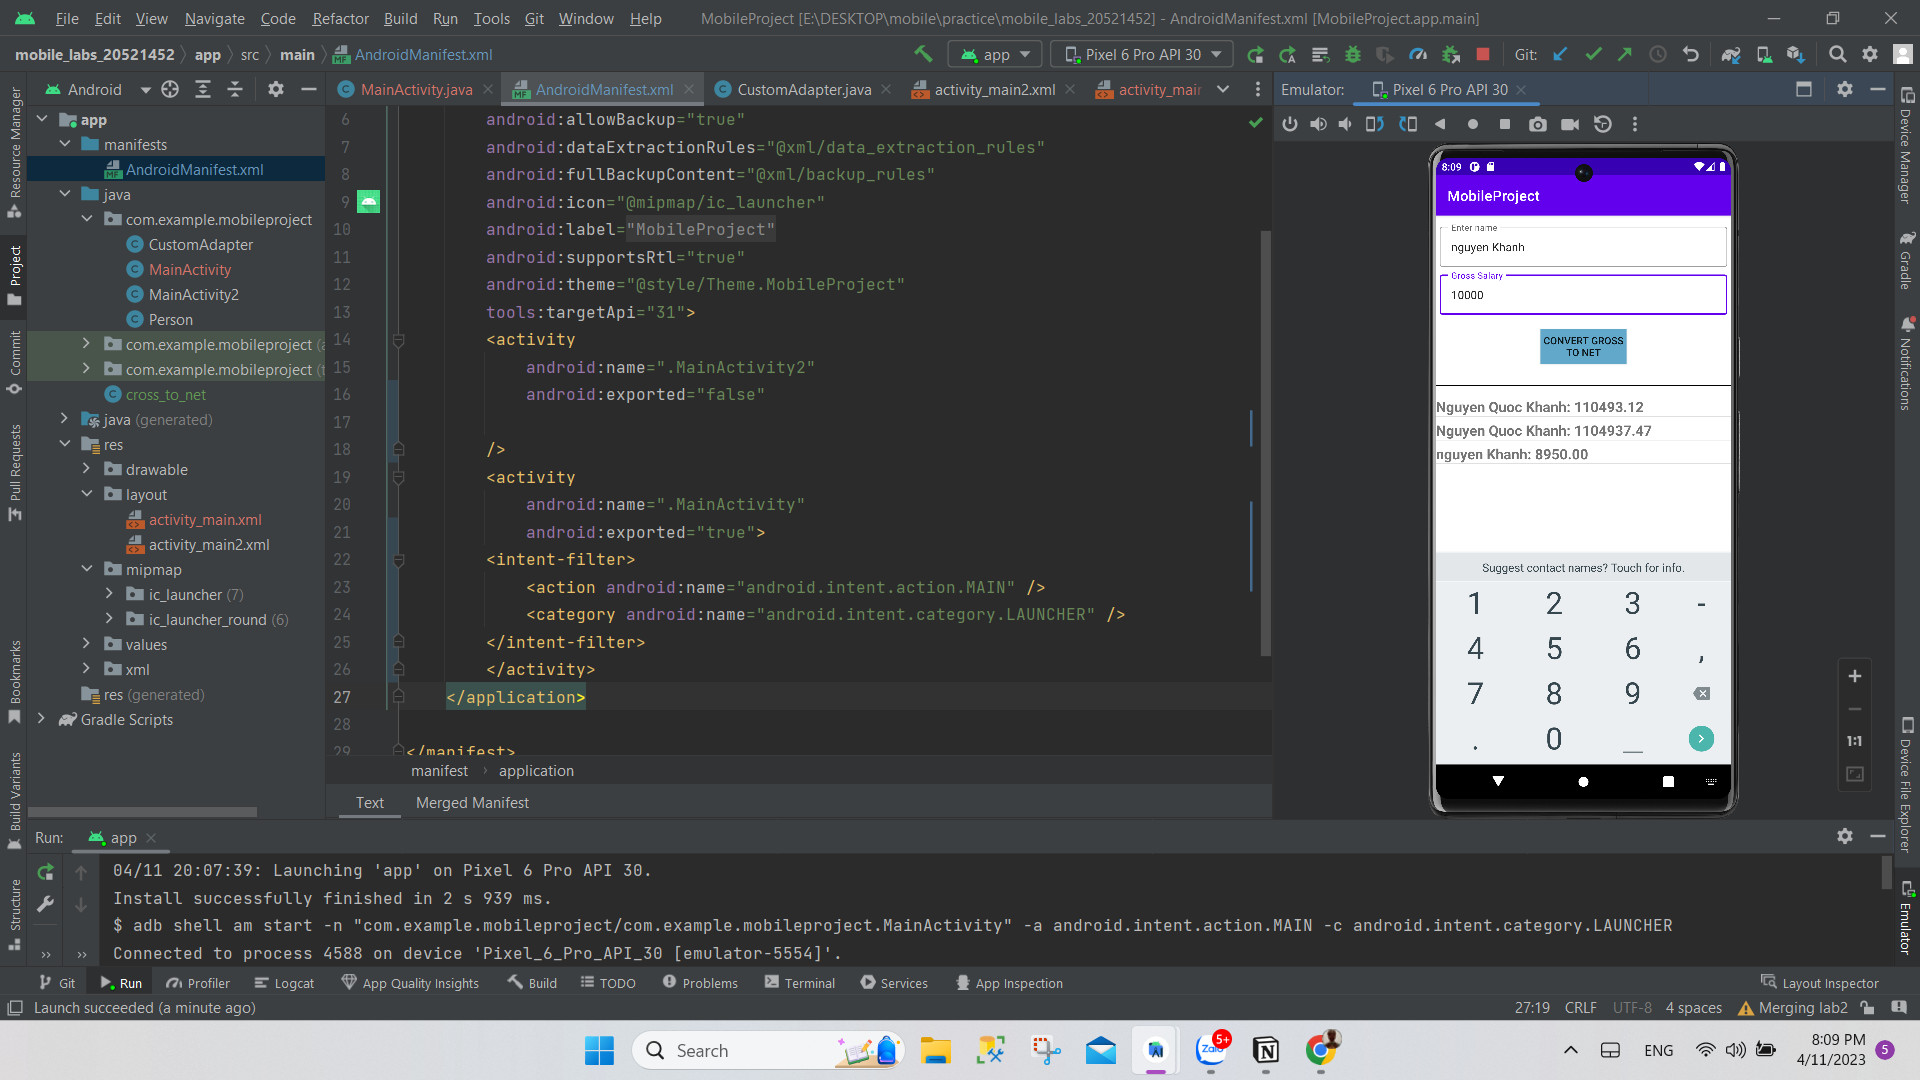 File Edit View Navigate Code Refactor Build Run Tools Git Window Help MobileProject [E:\DESKTOP\mobile\practice\mobile_labs_20521452] - AndroidManifest.xml [MobileProject.app.main]
mobile_labs_20521452 app src main AndroidManifest.xml app Pixel 6 Pro API 30 Git:
Android MainActivity.java AndroidManifest.xml CustomAdapter.java activity_main2.xml activity_mair Emulator: Pixel 6 Pro API 30
Resource Manager
Project
Commit
Pull Requests
Bookmarks
Build Variants
Structure
app
manifests
AndroidManifest.xml
java
com.example.mobileproject
CustomAdapter
MainActivity
MainActivity2
Person
com.example.mobileproject (a
com.example.mobileproject (t
cross_to_net
java (generated)
res
drawable
layout
activity_main.xml
activity_main2.xml
mipmap
ic_launcher (7)
ic_launcher_round (6)
values
xml
res (generated)
Gradle Scripts
6 android:allowBackup="true"
7 android:dataExtractionRules="@xml/data_extraction_rules"
8 android:fullBackupContent="@xml/backup_rules"
9 android:icon="@mipmap/ic_launcher"
10 android:label="MobileProject"
11 android:supportsRtl="true"
12 android:theme="@style/Theme.MobileProject"
13 tools:targetApi="31">
14 <activity
15 android:name=".MainActivity2"
16 android:exported="false"
17
18 />
19 <activity
20 android:name=".MainActivity"
21 android:exported="true">
22 <intent-filter>
23 <action android:name="android.intent.action.MAIN" />
24 <category android:name="android.intent.category.LAUNCHER" />
25 </intent-filter>
26 </activity>
27 </application>
28
29 </manifest>
manifest application
Text Merged Manifest
8:09
MobileProject
Enter name
nguyen Khanh
Gross Salary
10000
CONVERT GROSS
TO NET
Nguyen Quoc Khanh: 110493.12
Nguyen Quoc Khanh: 1104937.47
nguyen Khanh: 8950.00
Suggest contact names? Touch for info.
1 2 3 -
4 5 6 ,
7 8 9
. 0 _
1:1
Device Manager
Gradle
Notifications
Device File Explorer
Emulator
Run: app
04/11 20:07:39: Launching 'app' on Pixel 6 Pro API 30.
Install successfully finished in 2 s 939 ms.
$ adb shell am start -n "com.example.mobileproject/com.example.mobileproject.MainActivity" -a android.intent.action.MAIN -c android.intent.category.LAUNCHER
Connected to process 4588 on device 'Pixel_6_Pro_API_30 [emulator-5554]'.
Git Run Profiler Logcat App Quality Insights Build TODO Problems Terminal Services App Inspection Layout Inspector
Launch succeeded (a minute ago) 27:19 CRLF UTF-8 4 spaces Merging lab2
Search Zalo 5+ ENG 8:09 PM
4/11/2023 5